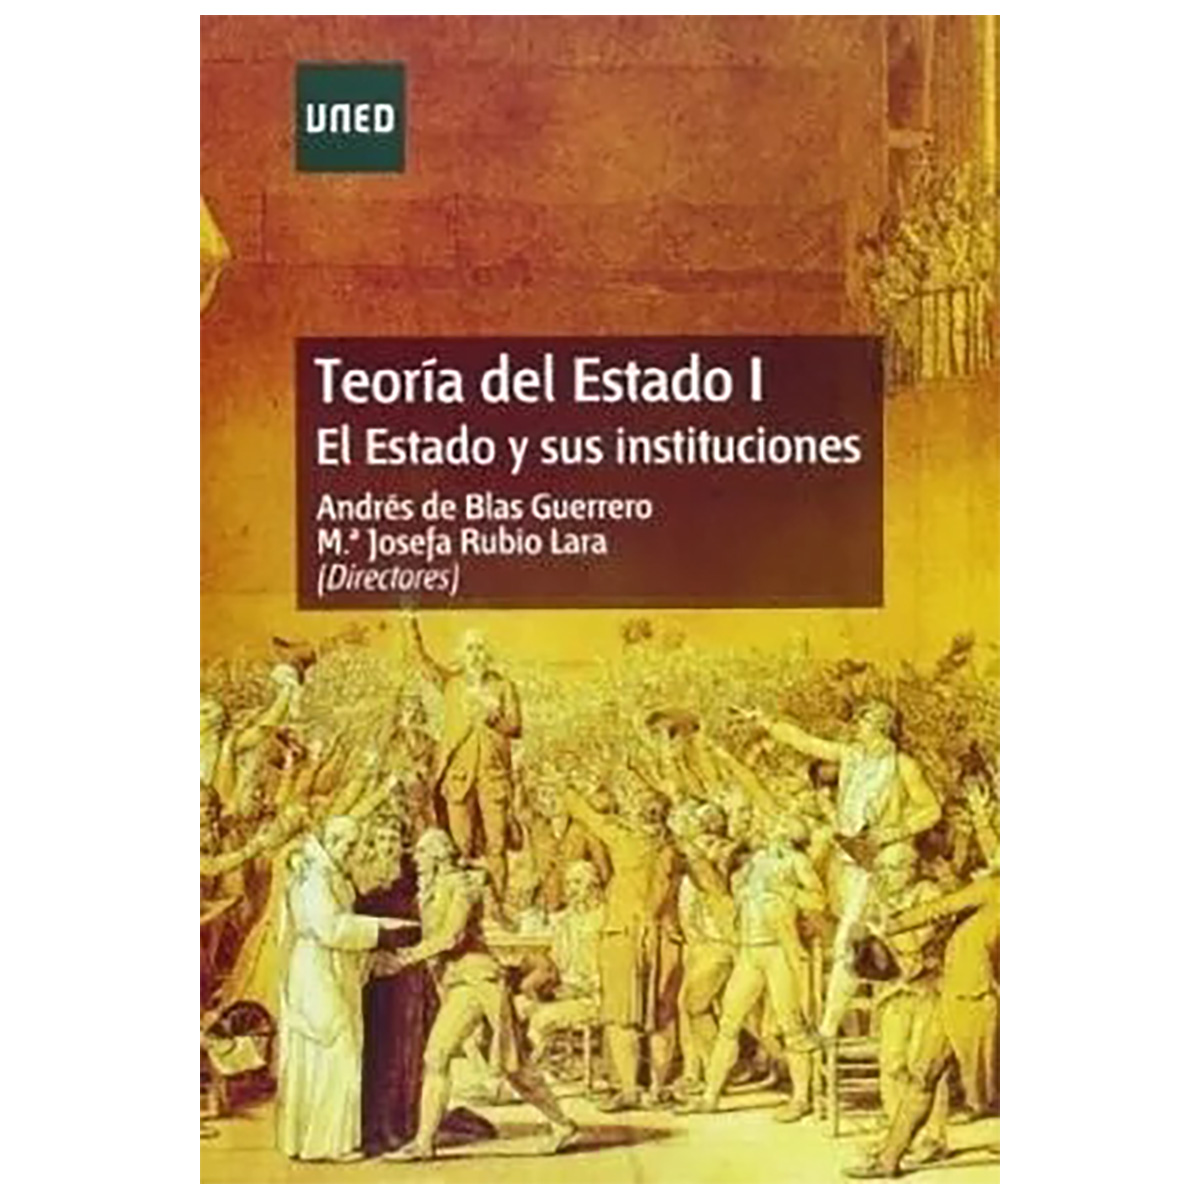 UNED
Teoría del Estado I
El Estado y sus instituciones
Andrés de Blas Guerrero
M.ª Josefa Rubio Lara
(Directores)